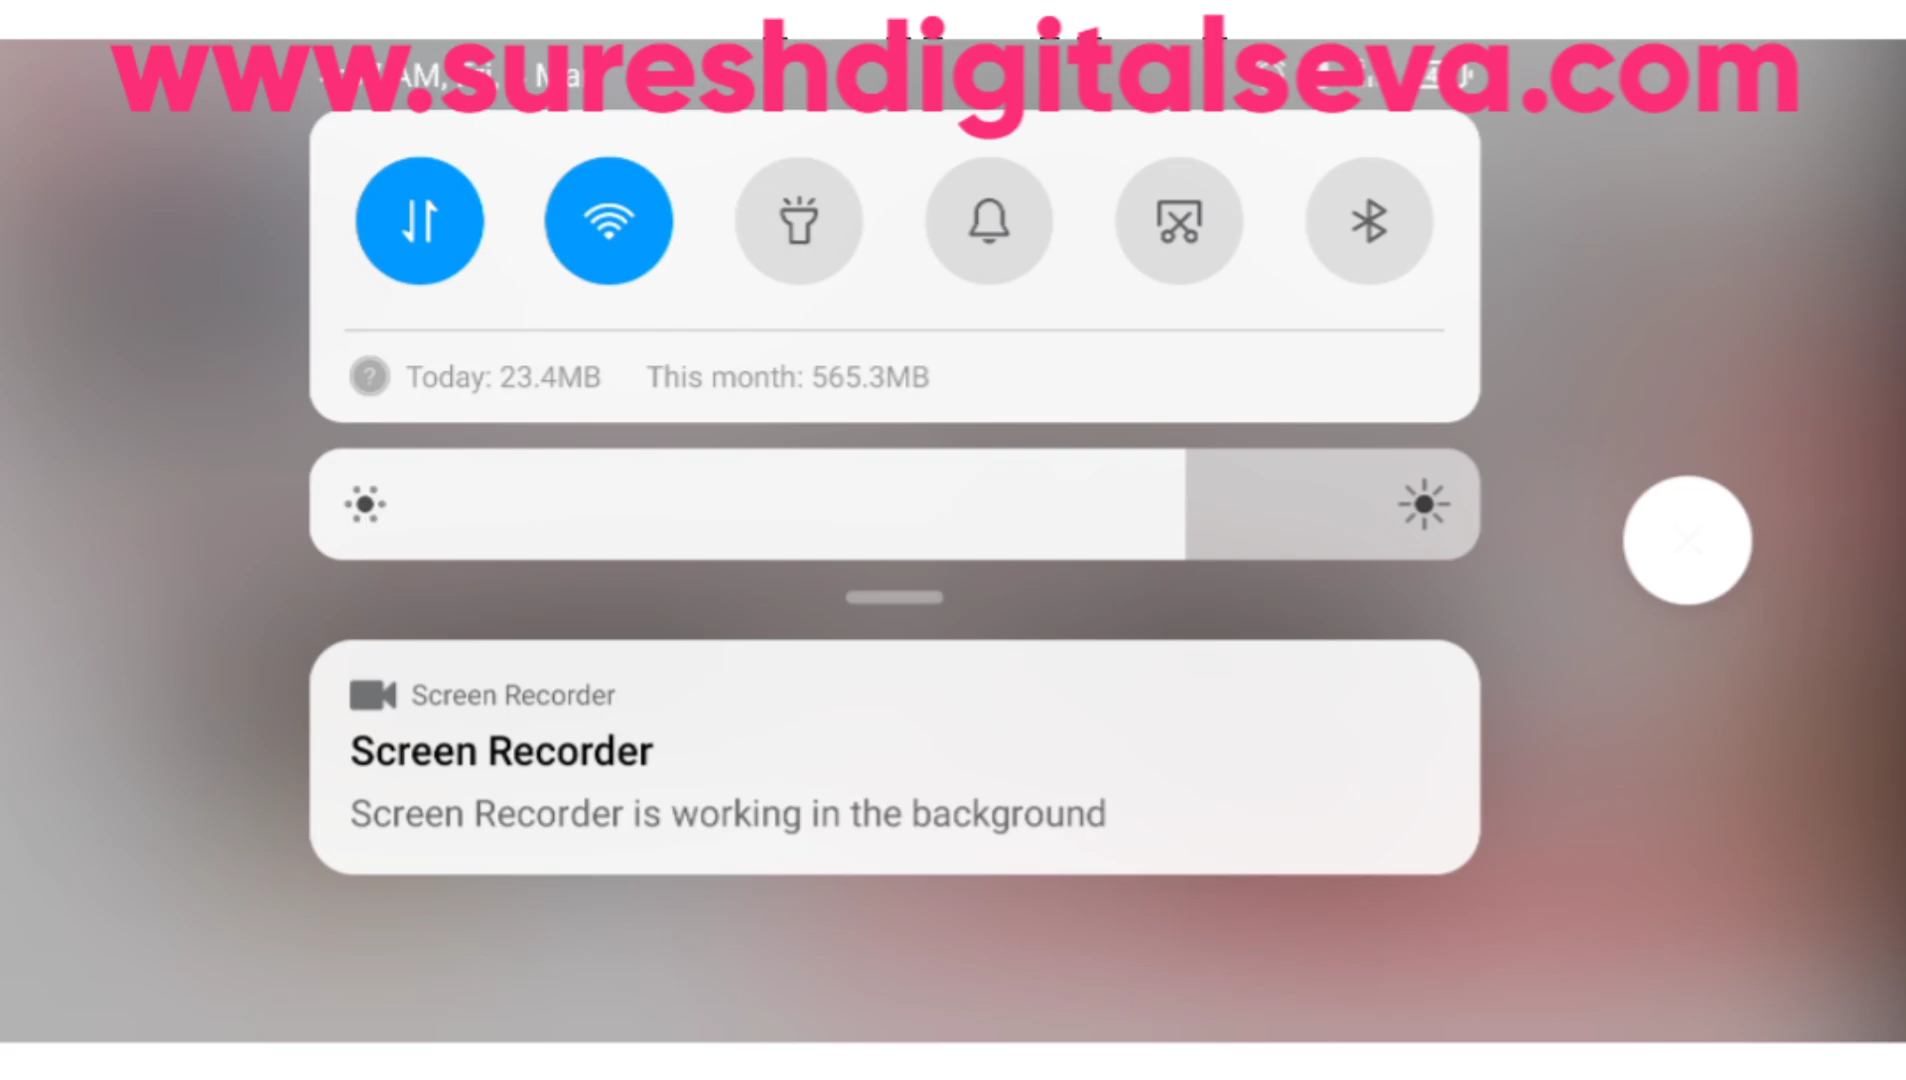 www.sureshdigitalseva.com
AM,
Today: 23.4MB This month: 565.3MB
Screen Recorder
Screen Recorder
Screen Recorder is working in the background